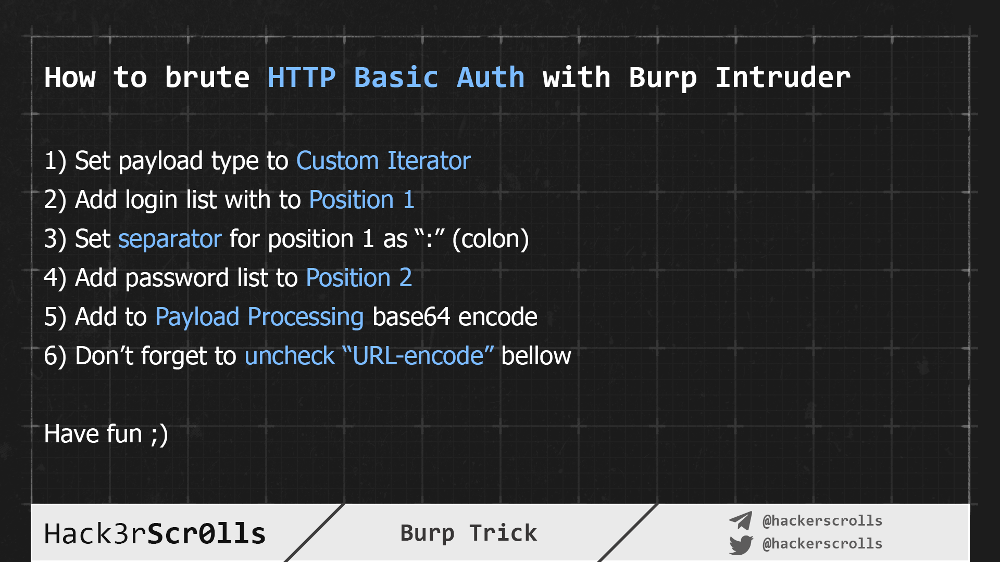 How to brute HTTP Basic Auth with Burp Intruder
1) Set payload type to Custom Iterator
2) Add login list with to Position 1
3) Set separator for position 1 as “:” (colon)
4) Add password list to Position 2
5) Add to Payload Processing base64 encode
6) Don’t forget to uncheck “URL-encode” bellow
Have fun ;)
Hack3rScr0lls
Burp Trick
@hackerscrolls
@hackerscrolls